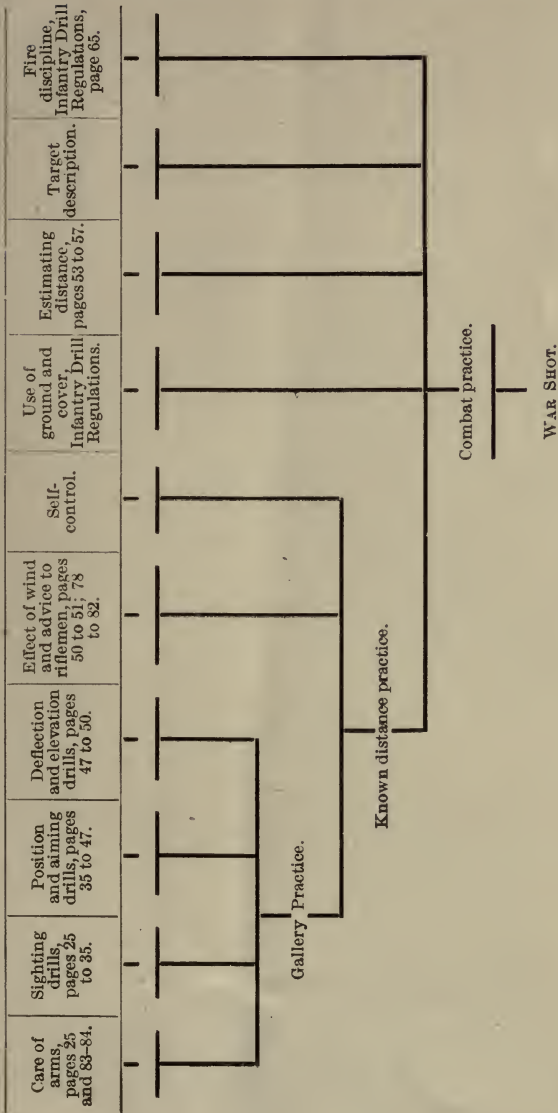 Care of
arms,
pages 25
and 83–84.
Sighting
drills,
pages 25
to 35.
Position
and aiming
drills, pages
35 to 47.
Deflection
and elevation
drills, pages
47 to 50.
Effect of wind
and advice to
riflemen, pages
50 to 51; 78
to 82.
Self-
control.
Use of
ground and
cover,
Infantry Drill
Regulations.
Estimating
distance,
pages 53 to 57.
Target
description.
Fire
discipline,
Infantry Drill
Regulations,
page 65.
Gallery Practice.
Known distance practice.
Combat practice.
WAR SHOT.